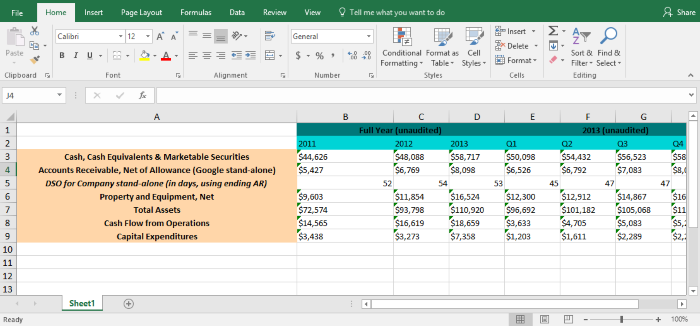 File Home Insert Page Layout Formulas Data Review View Tell me what you want to do Share
Calibri 12 A A General Insert
Paste B I U A $ % Conditional Format as Cell Delete Sort & Find &
Formatting Table Styles Format Filter Select
Clipboard Font Alignment Number Styles Cells Editing
J4 fx
A B C D E F G
1 Full Year (unaudited) 2013 (unaudited)
2 2011 2012 2013 Q1 Q2 Q3 Q4
3 Cash, Cash Equivalents & Marketable Securities $44,626 $48,088 $58,717 $50,098 $54,432 $56,523 $58
4 Accounts Receivable, Net of Allowance (Google stand-alone) $5,427 $6,769 $8,098 $6,526 $6,792 $7,083 $8,
5 DSO for Company stand-alone (in days, using ending AR) 52 54 53 45 47 47
6 Property and Equipment, Net $9,603 $11,854 $16,524 $12,300 $12,912 $14,867 $16
7 Total Assets $72,574 $93,798 $110,920 $96,692 $101,182 $105,068 $11
8 Cash Flow from Operations $14,565 $16,619 $18,659 $3,633 $4,705 $5,083 $5,
9 Capital Expenditures $3,438 $3,273 $7,358 $1,203 $1,611 $2,289 $2,
10
11
12
13
Sheet1
Ready 100%